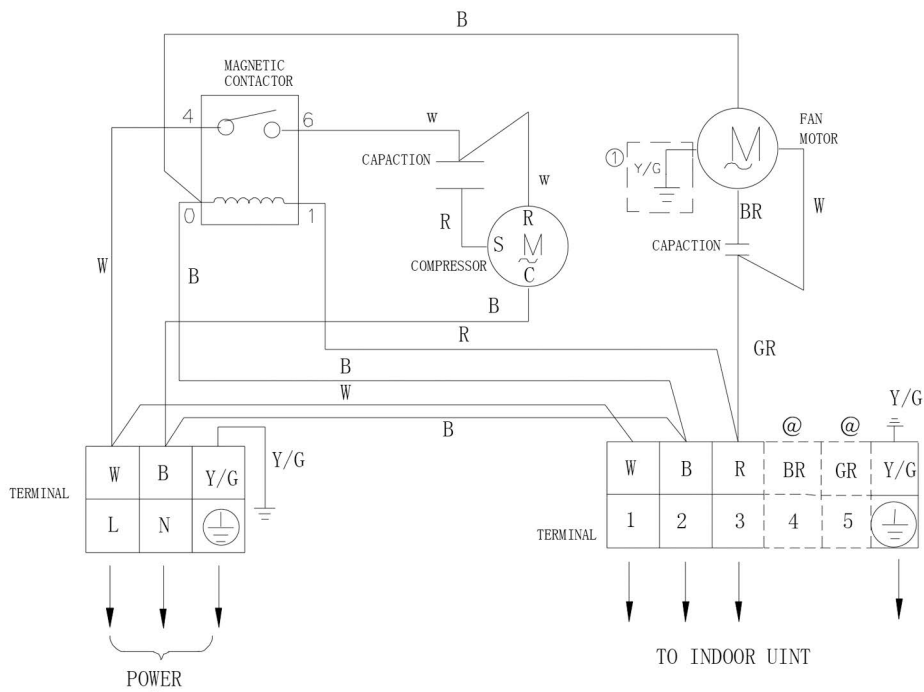 B
MAGNETIC
CONTACTOR
4
6
W
CAPACTION
FAN
MOTOR
M
1
Y/G
0
1
R
W
R
BR
W
S
M
C
COMPRESSOR
CAPACTION
W
B
B
R
GR
B
W
B
Y/G
Y/G
@ @
W B Y/G
W B R BR GR Y/G
TERMINAL
L N
1 2 3 4 5
TERMINAL
TO INDOOR UINT
POWER